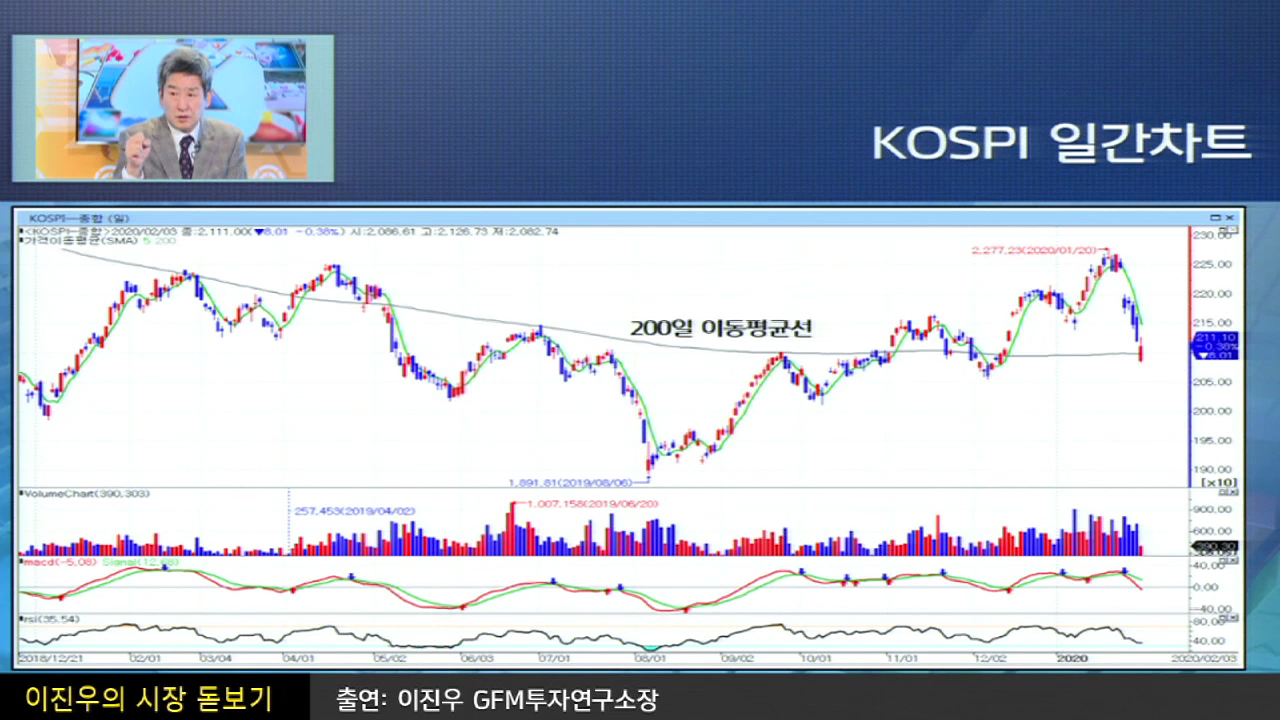 KOSPI 일간차트
KOSPI-종합 (일)
<KOSPI-종합>2020/02/03 종:2,111.00(▼8.01 -0.38%) 시:2,086.61 고:2,126.73 저:2,082.74
가격이동평균(SMA) 5 200
2,277.23(2020/01/20)
200일 이동평균선
1,891.81(2019/08/06)
230.00
225.00
220.00
215.00
211.10
-0.38%
▼8.01
205.00
200.00
195.00
190.00
[x10]
VolumeChart(390,303)
257,453(2019/04/02)
1,007,158(2019/06/20)
900.00
600.00
macd(-5.08) Signal(12.68)
40.00
0.00
-40.00
rsi(35.54)
80.00
40.00
2018/12/21 02/01 03/04 04/01 05/02 06/03 07/01 08/01 09/02 10/01 11/01 12/02 2020 2020/02/03
이진우의 시장 돋보기
출연: 이진우 GFM투자연구소장